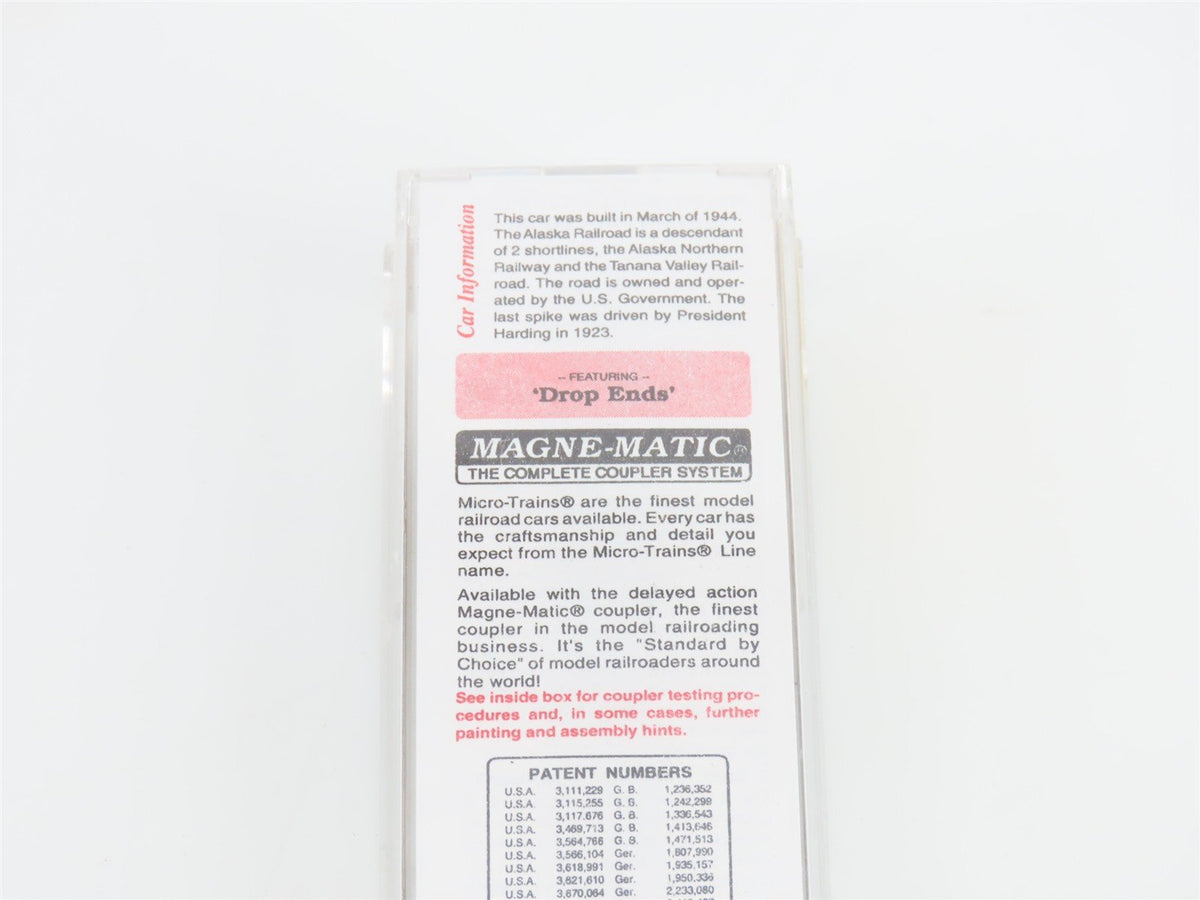 Car Information
This car was built in March of 1944.
The Alaska Railroad is a descendant
of 2 shortlines, the Alaska Northern
Railway and the Tanana Valley Rail-
road. The road is owned and oper-
ated by the U.S. Government. The
last spike was driven by President
Harding in 1923.
– FEATURING –
‘Drop Ends’
MAGNE-MATIC®
THE COMPLETE COUPLER SYSTEM
Micro-Trains® are the finest model
railroad cars available. Every car has
the craftsmanship and detail you
expect from the Micro-Trains® Line
name.
Available with the delayed action
Magne-Matic® coupler, the finest
coupler in the model railroading
business. It's the "Standard by
Choice" of model railroaders around
the world!
See inside box for coupler testing pro-
cedures and, in some cases, further
painting and assembly hints.
PATENT NUMBERS
U.S.A. 3,111,229 G. B. 1,236,352
U.S.A. 3,115,255 G. B. 1,242,299
U.S.A. 3,117,676 G. B. 1,336,543
U.S.A. 3,469,713 G. B. 1,413,646
U.S.A. 3,564,766 G. B. 1,471,513
U.S.A. 3,566,104 Ger. 1,807,990
U.S.A. 3,618,991 Ger. 1,935,157
U.S.A. 3,621,610 Ger. 1,950,336
U.S.A. 3,670,064 Ger. 2,233,080